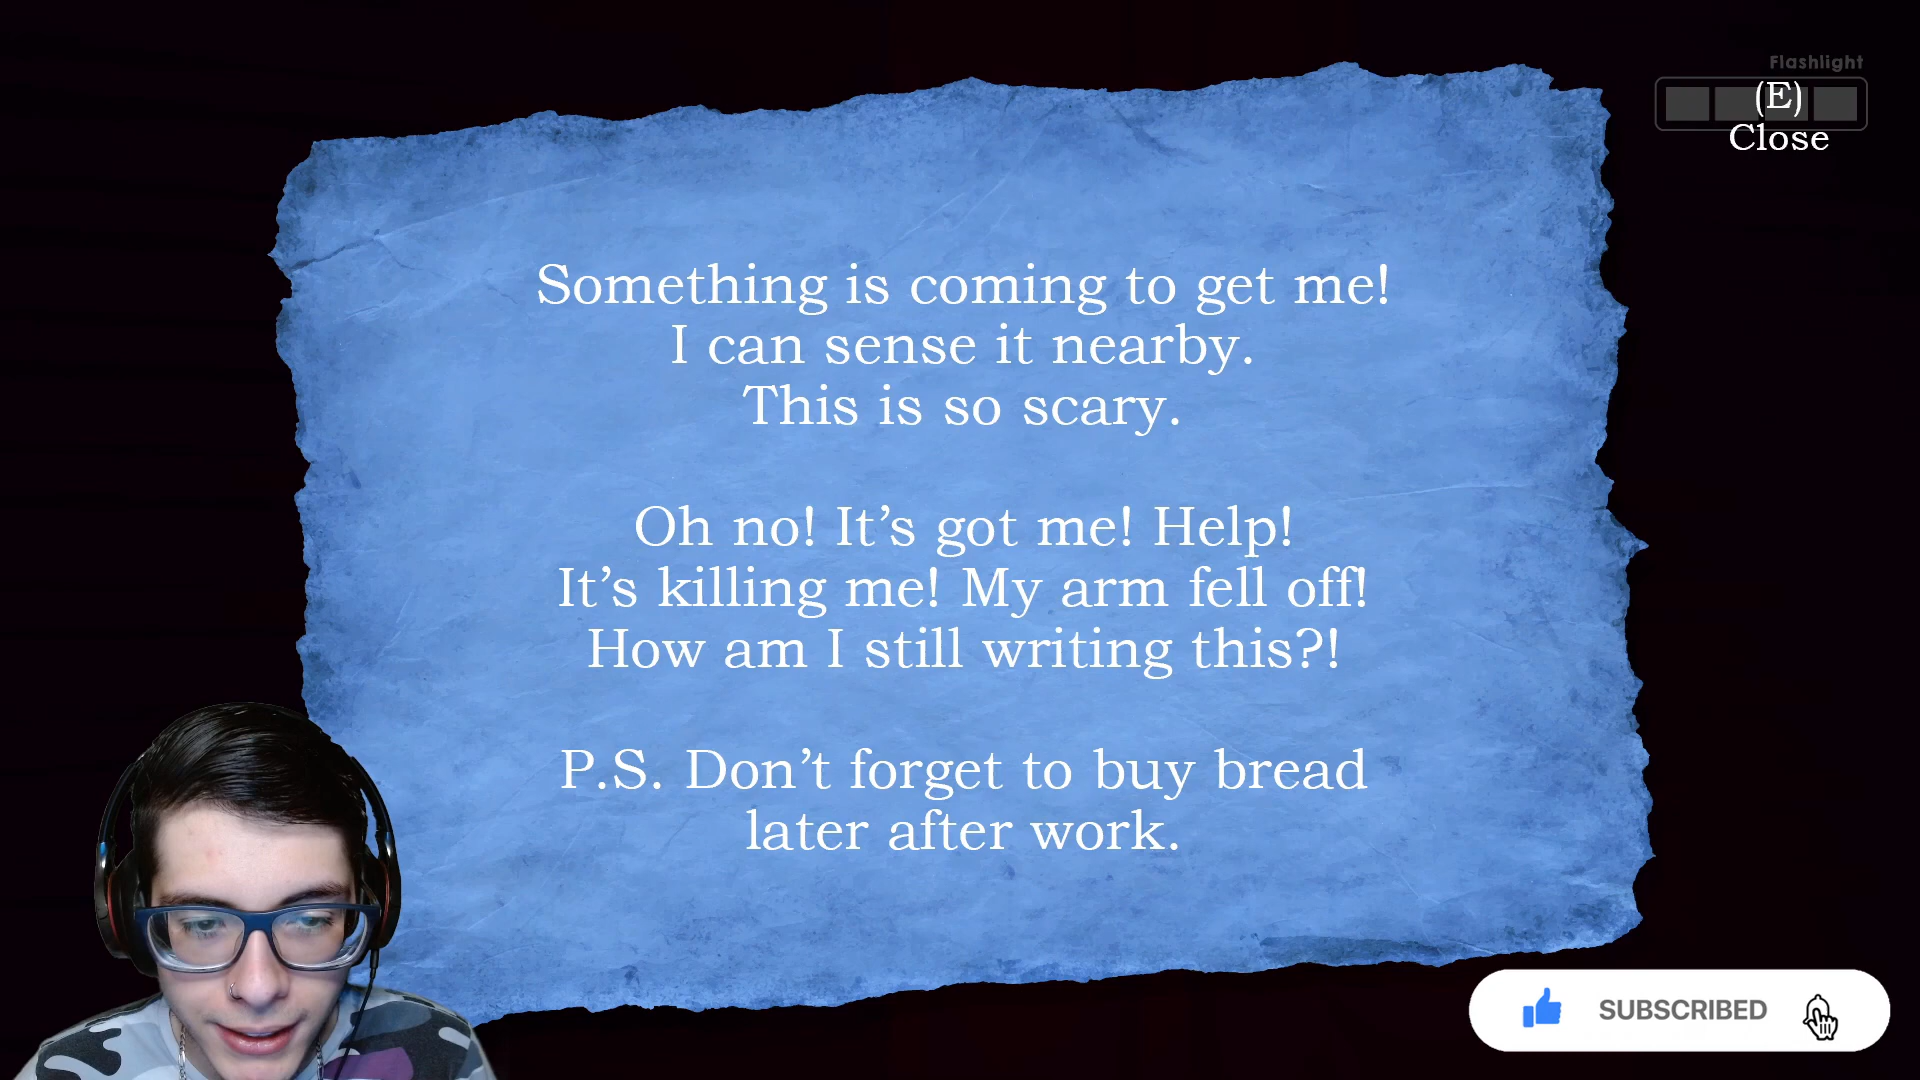 Flashlight
(E)
Close
Something is coming to get me!
I can sense it nearby.
This is so scary.
Oh no! It’s got me! Help!
It’s killing me! My arm fell off!
How am I still writing this?!
P.S. Don’t forget to buy bread
later after work.
SUBSCRIBED